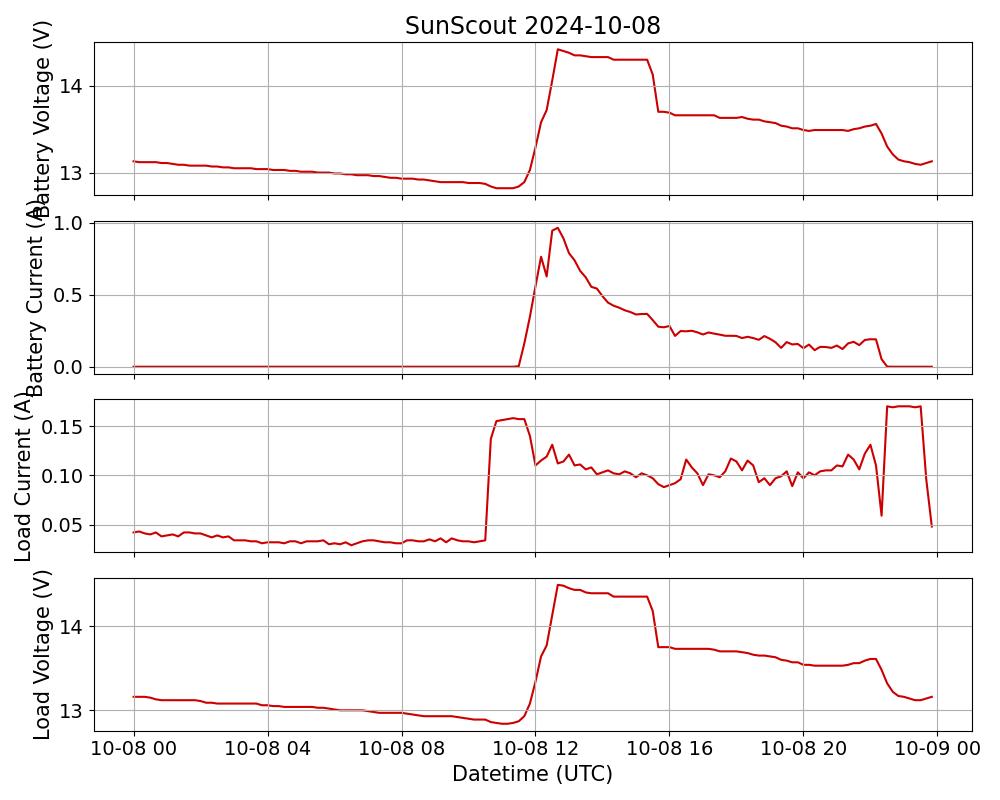 SunScout 2024-10-08
Battery Voltage (V)
14
13
Battery Current (A)
1.0
0.5
0.0
Load Current (A)
0.15
0.10
0.05
Load Voltage (V)
14
13
10-08 00 10-08 04 10-08 08 10-08 12 10-08 16 10-08 20 10-09 00
Datetime (UTC)